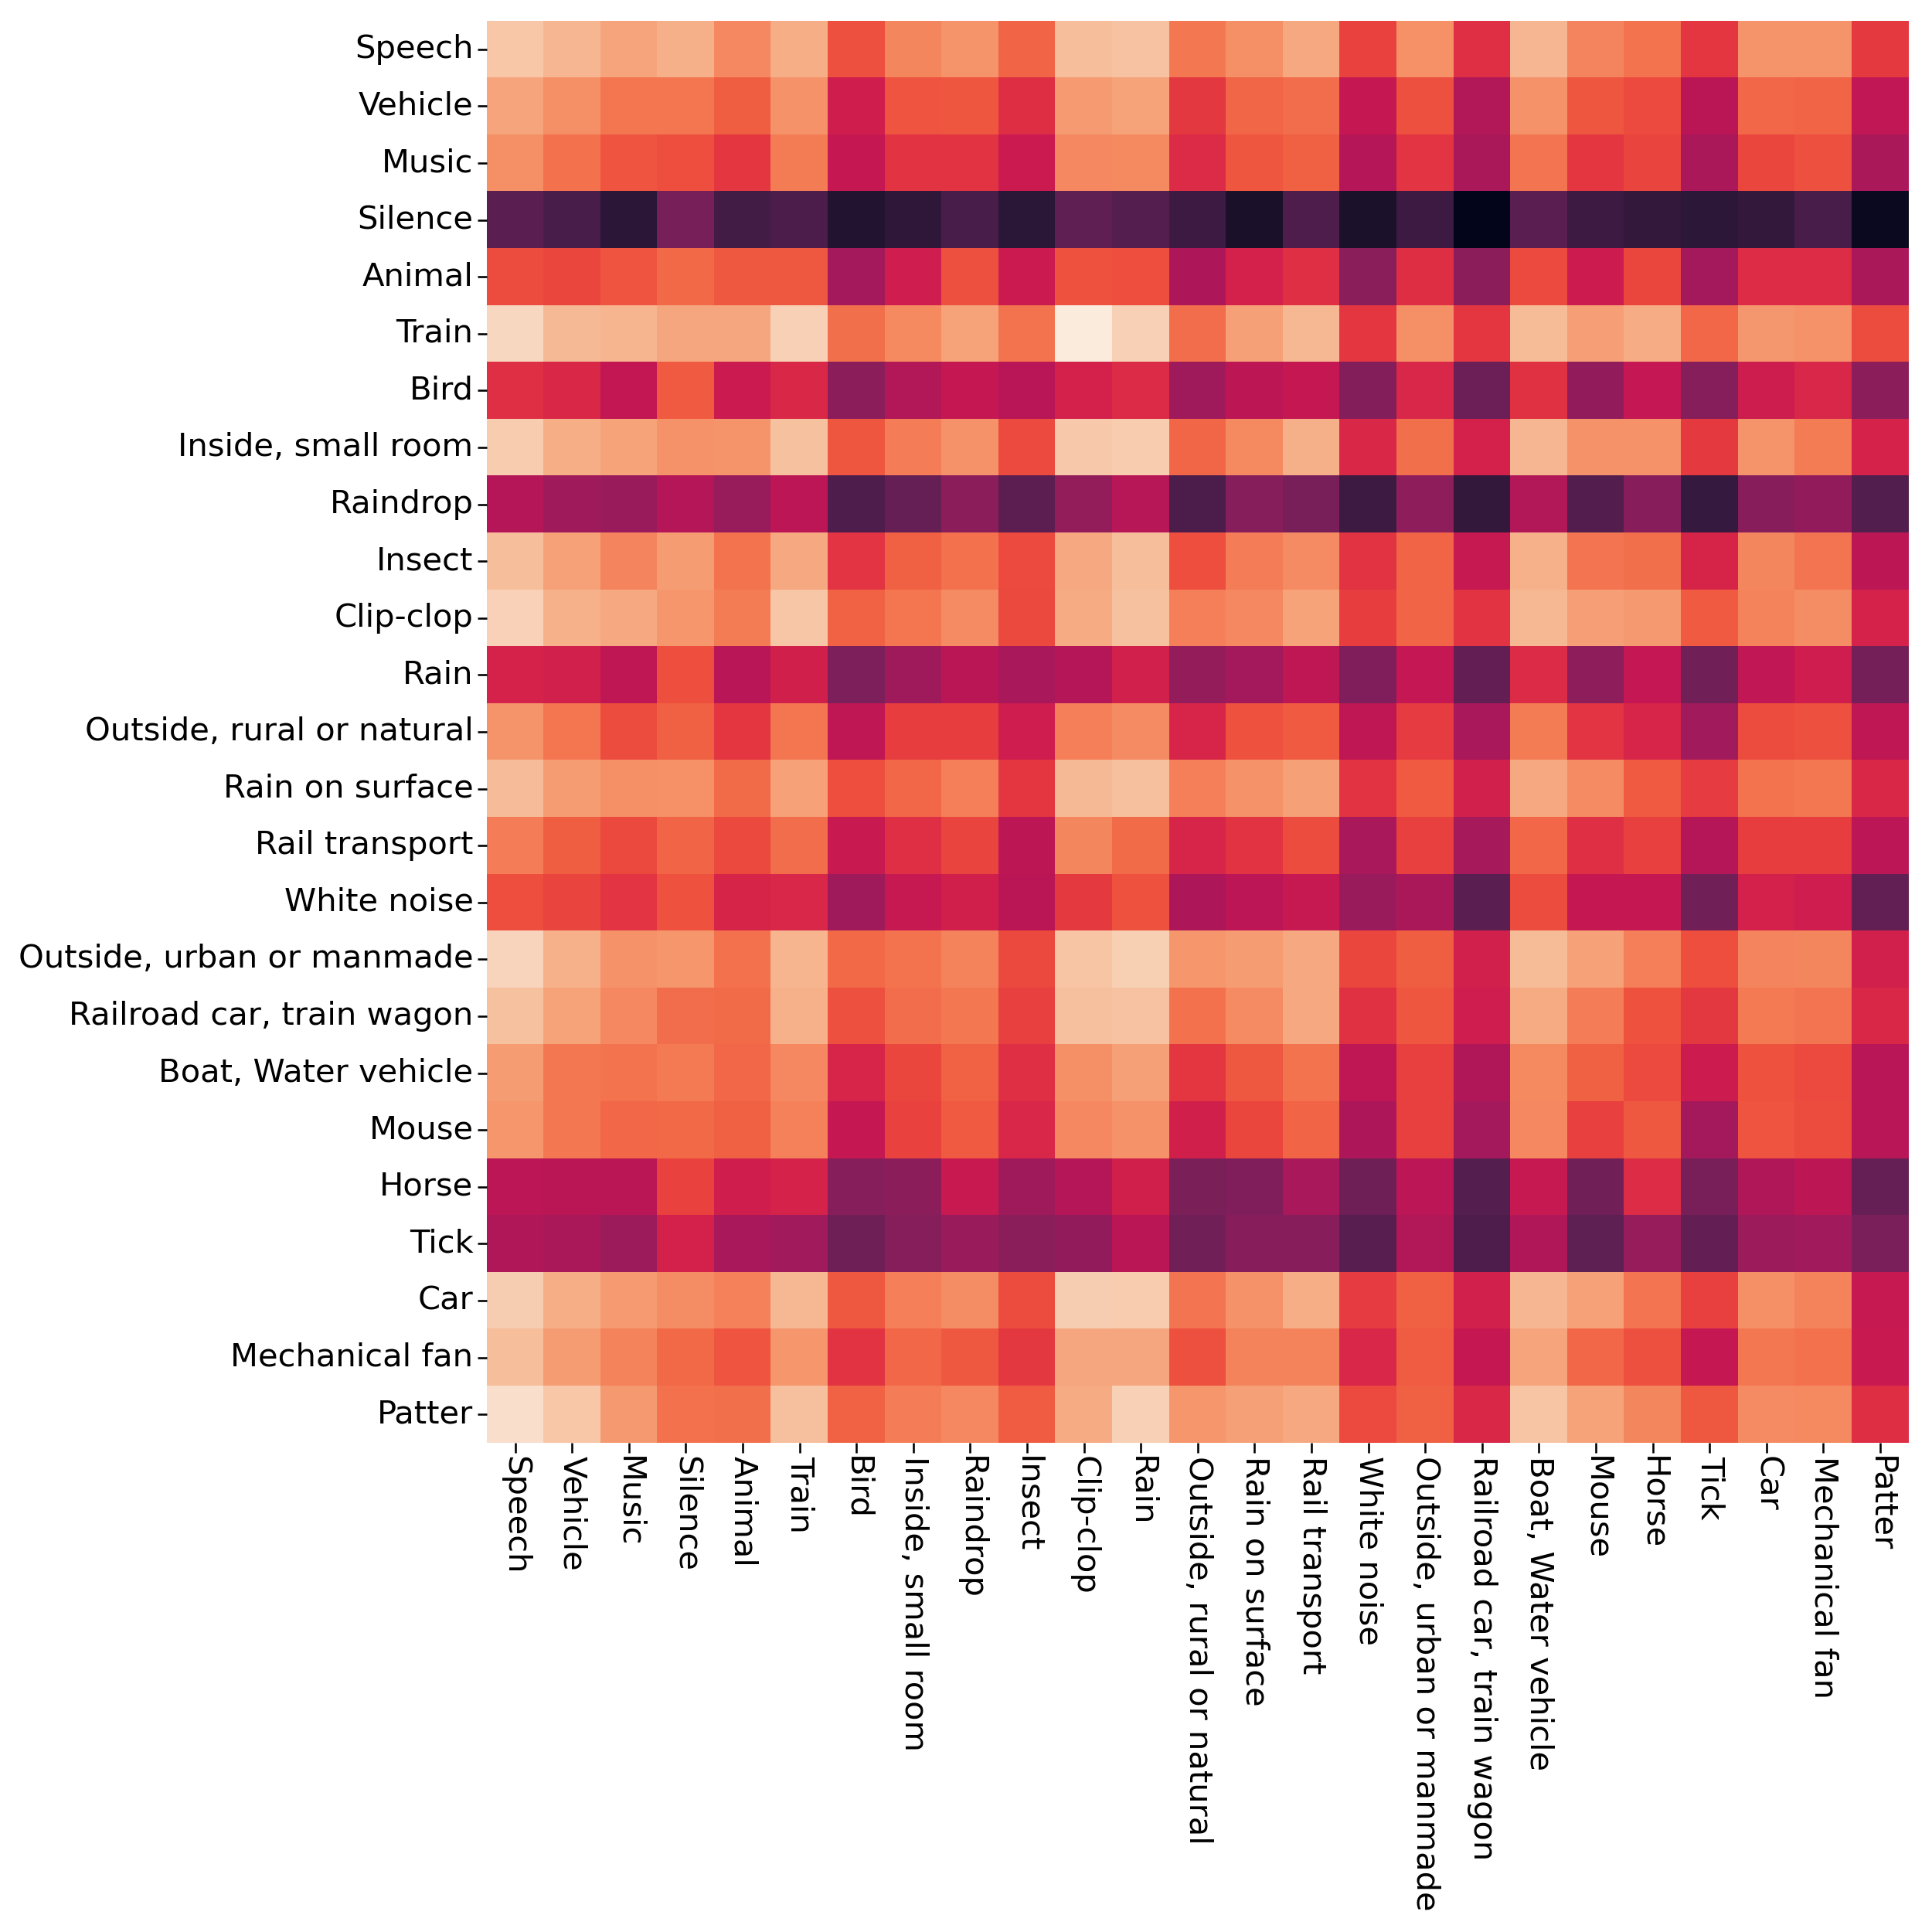 Speech
Vehicle
Music
Silence
Animal
Train
Bird
Inside, small room
Raindrop
Insect
Clip-clop
Rain
Outside, rural or natural
Rain on surface
Rail transport
White noise
Outside, urban or manmade
Railroad car, train wagon
Boat, Water vehicle
Mouse
Horse
Tick
Car
Mechanical fan
Patter
Speech
Vehicle
Music
Silence
Animal
Train
Bird
Inside, small room
Raindrop
Insect
Clip-clop
Rain
Outside, rural or natural
Rain on surface
Rail transport
White noise
Outside, urban or manmade
Railroad car, train wagon
Boat, Water vehicle
Mouse
Horse
Tick
Car
Mechanical fan
Patter